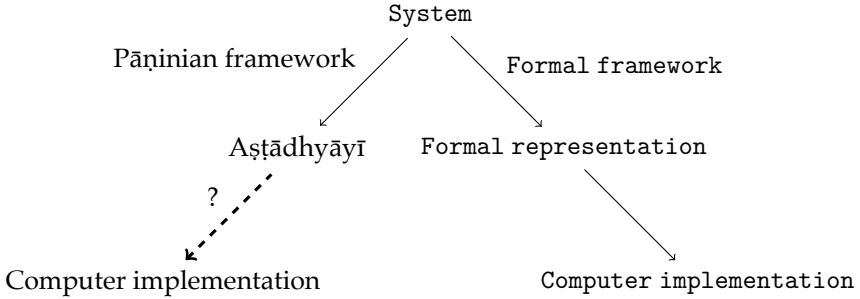 System
Pāṇinian framework
Formal framework
Aṣṭādhyāyī
Formal representation
?
Computer implementation
Computer implementation